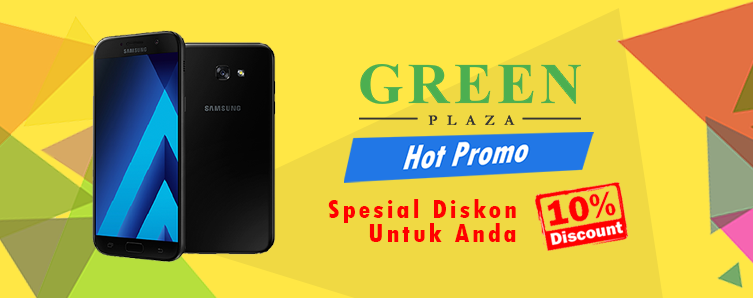 SAMSUNG
SAMSUNG
GREEN
PLAZA
Hot Promo
Spesial Diskon
Untuk Anda
10%
Discount